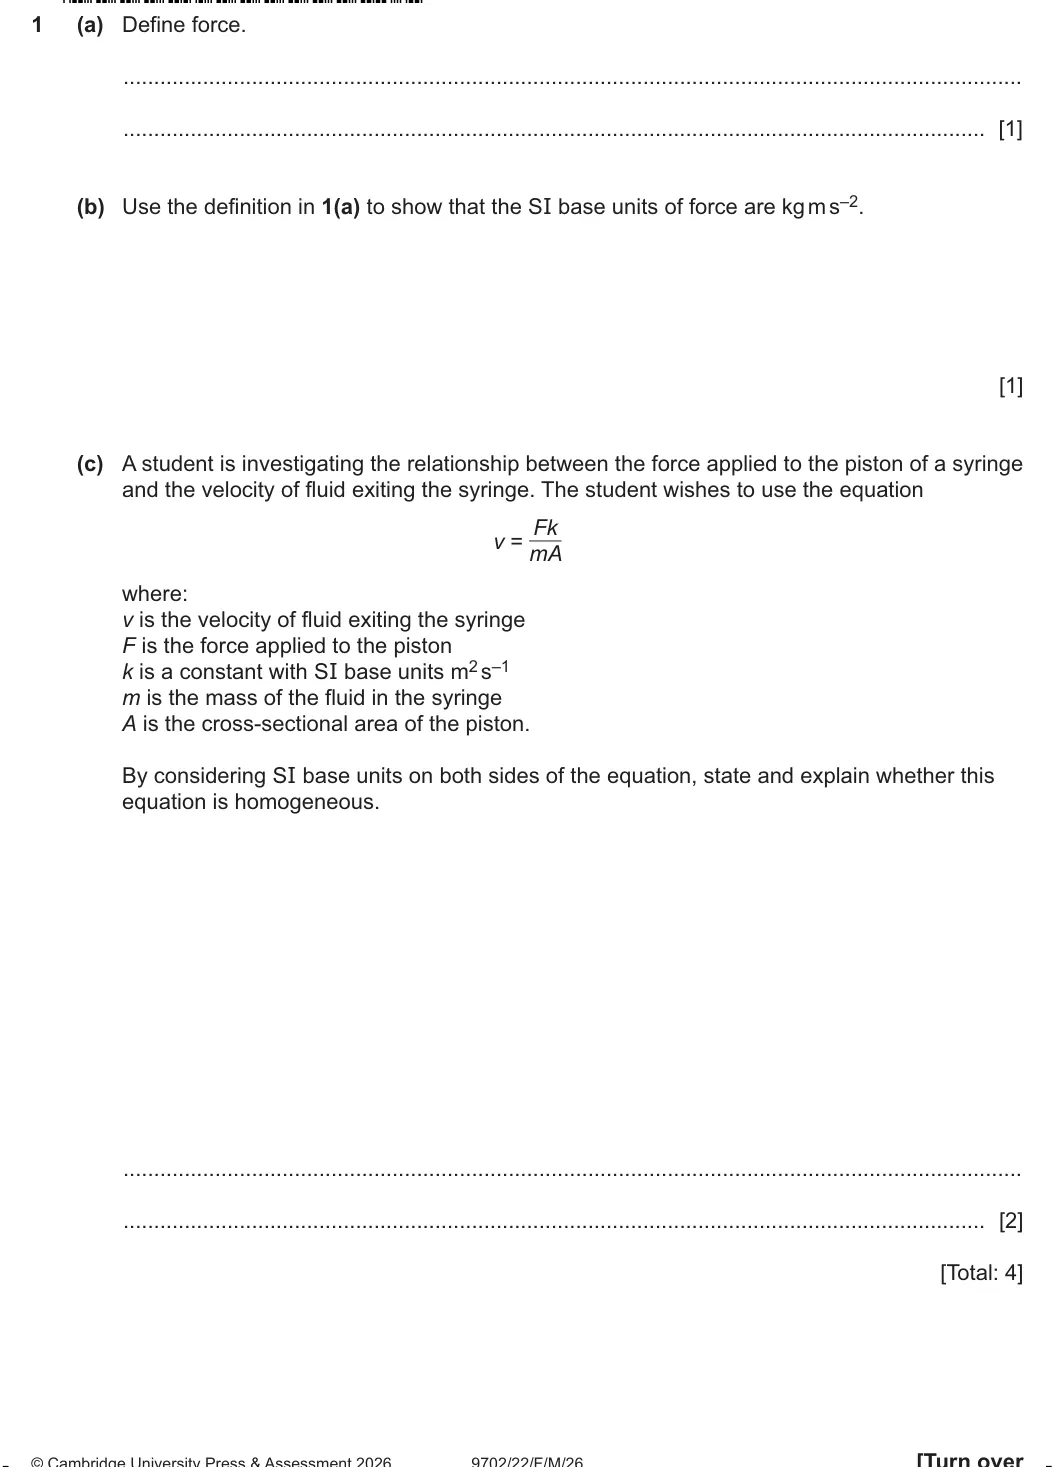 1 (a) Define force.
.......................................................................................................................................................
................................................................................................................................................. [1]
(b) Use the definition in 1(a) to show that the SI base units of force are kg m s⁻².
[1]
(c) A student is investigating the relationship between the force applied to the piston of a syringe
and the velocity of fluid exiting the syringe. The student wishes to use the equation
v = Fk / mA
where:
v is the velocity of fluid exiting the syringe
F is the force applied to the piston
k is a constant with SI base units m² s⁻¹
m is the mass of the fluid in the syringe
A is the cross-sectional area of the piston.
By considering SI base units on both sides of the equation, state and explain whether this
equation is homogeneous.
.......................................................................................................................................................
................................................................................................................................................. [2]
[Total: 4]
© Cambridge University Press & Assessment 2026 9702/22/F/M/26 [Turn over